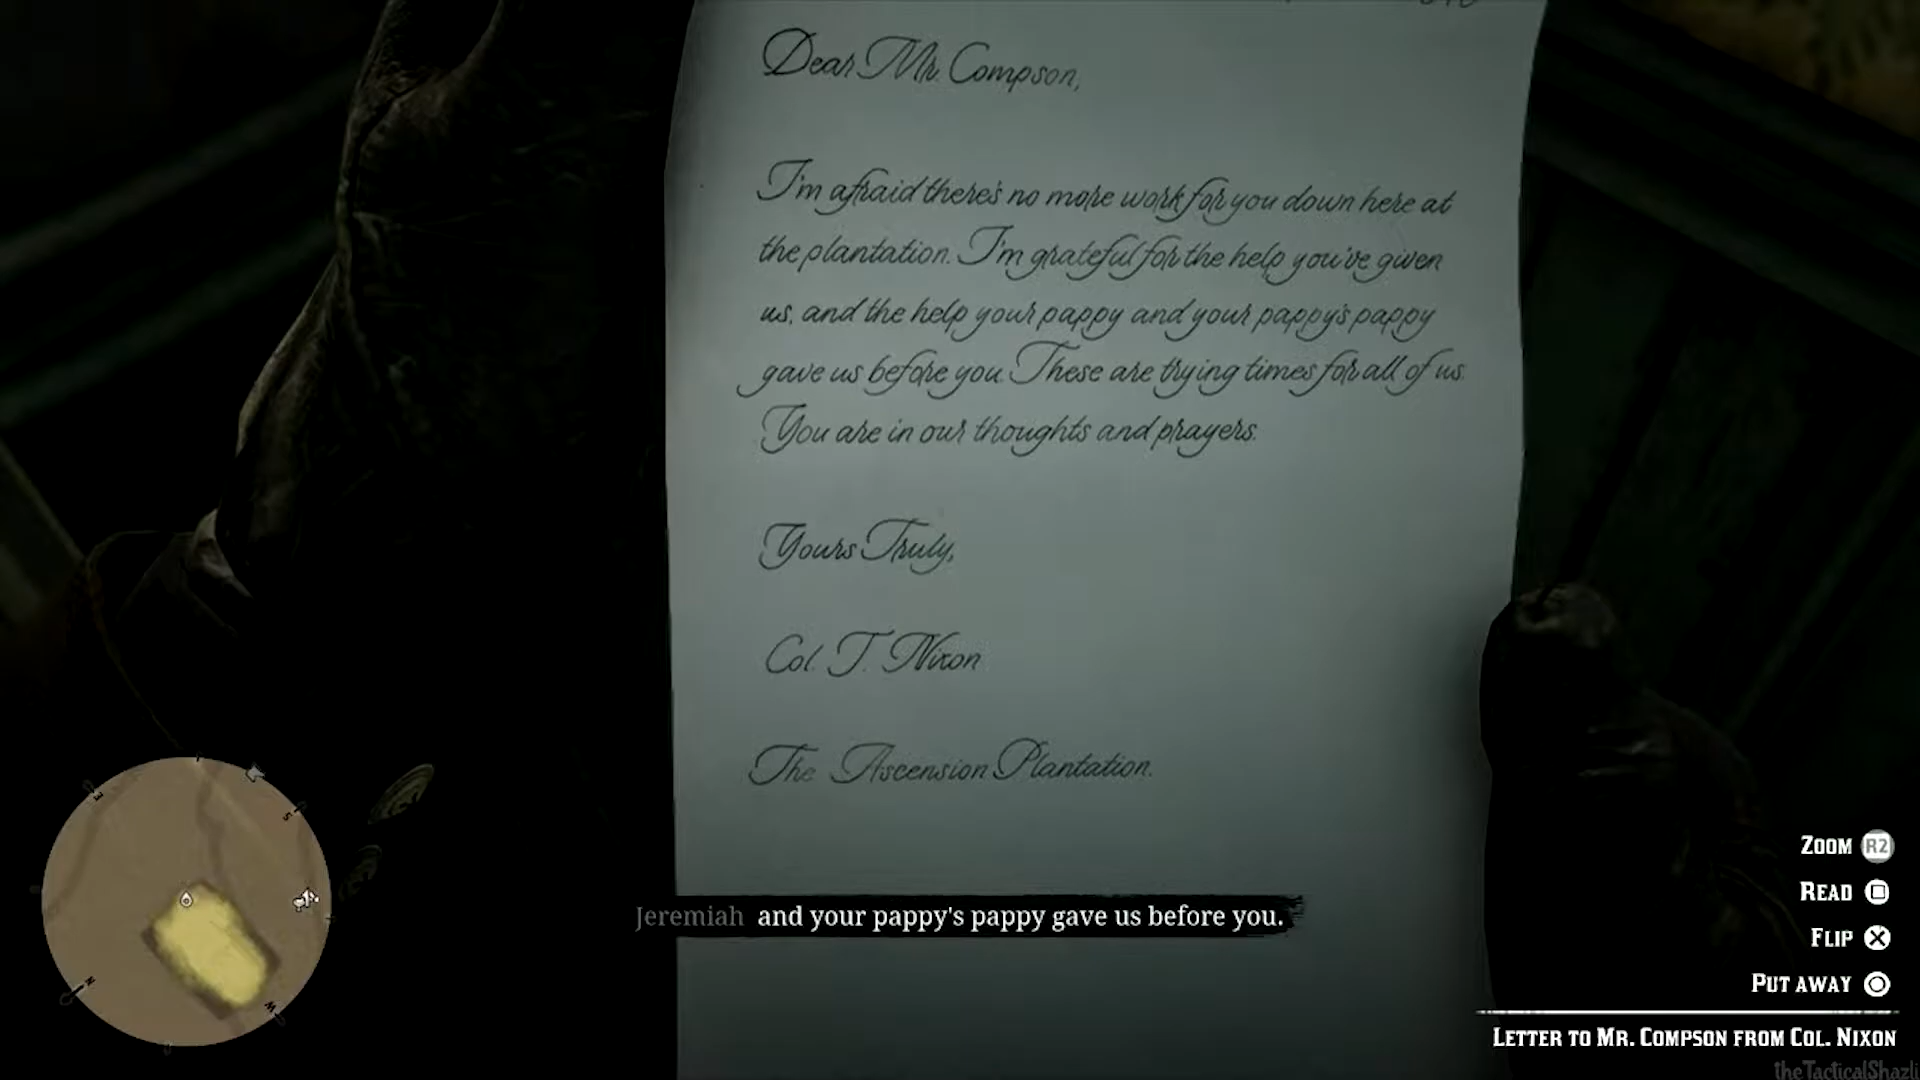 Dear Mr. Compson,
I'm afraid there's no more work for you down here at
the plantation. I'm grateful for the help you've given
us, and the help your pappy and your pappy's pappy
gave us before you. These are trying times for all of us.
You are in our thoughts and prayers.
Yours Truly,
Col. T. Nixon
The Ascension Plantation.
Jeremiah and your pappy's pappy gave us before you.
ZOOM R2
READ
FLIP
PUT AWAY
LETTER TO MR. COMPSON FROM COL. NIXON
E
S
N
W
theTacticalShazli